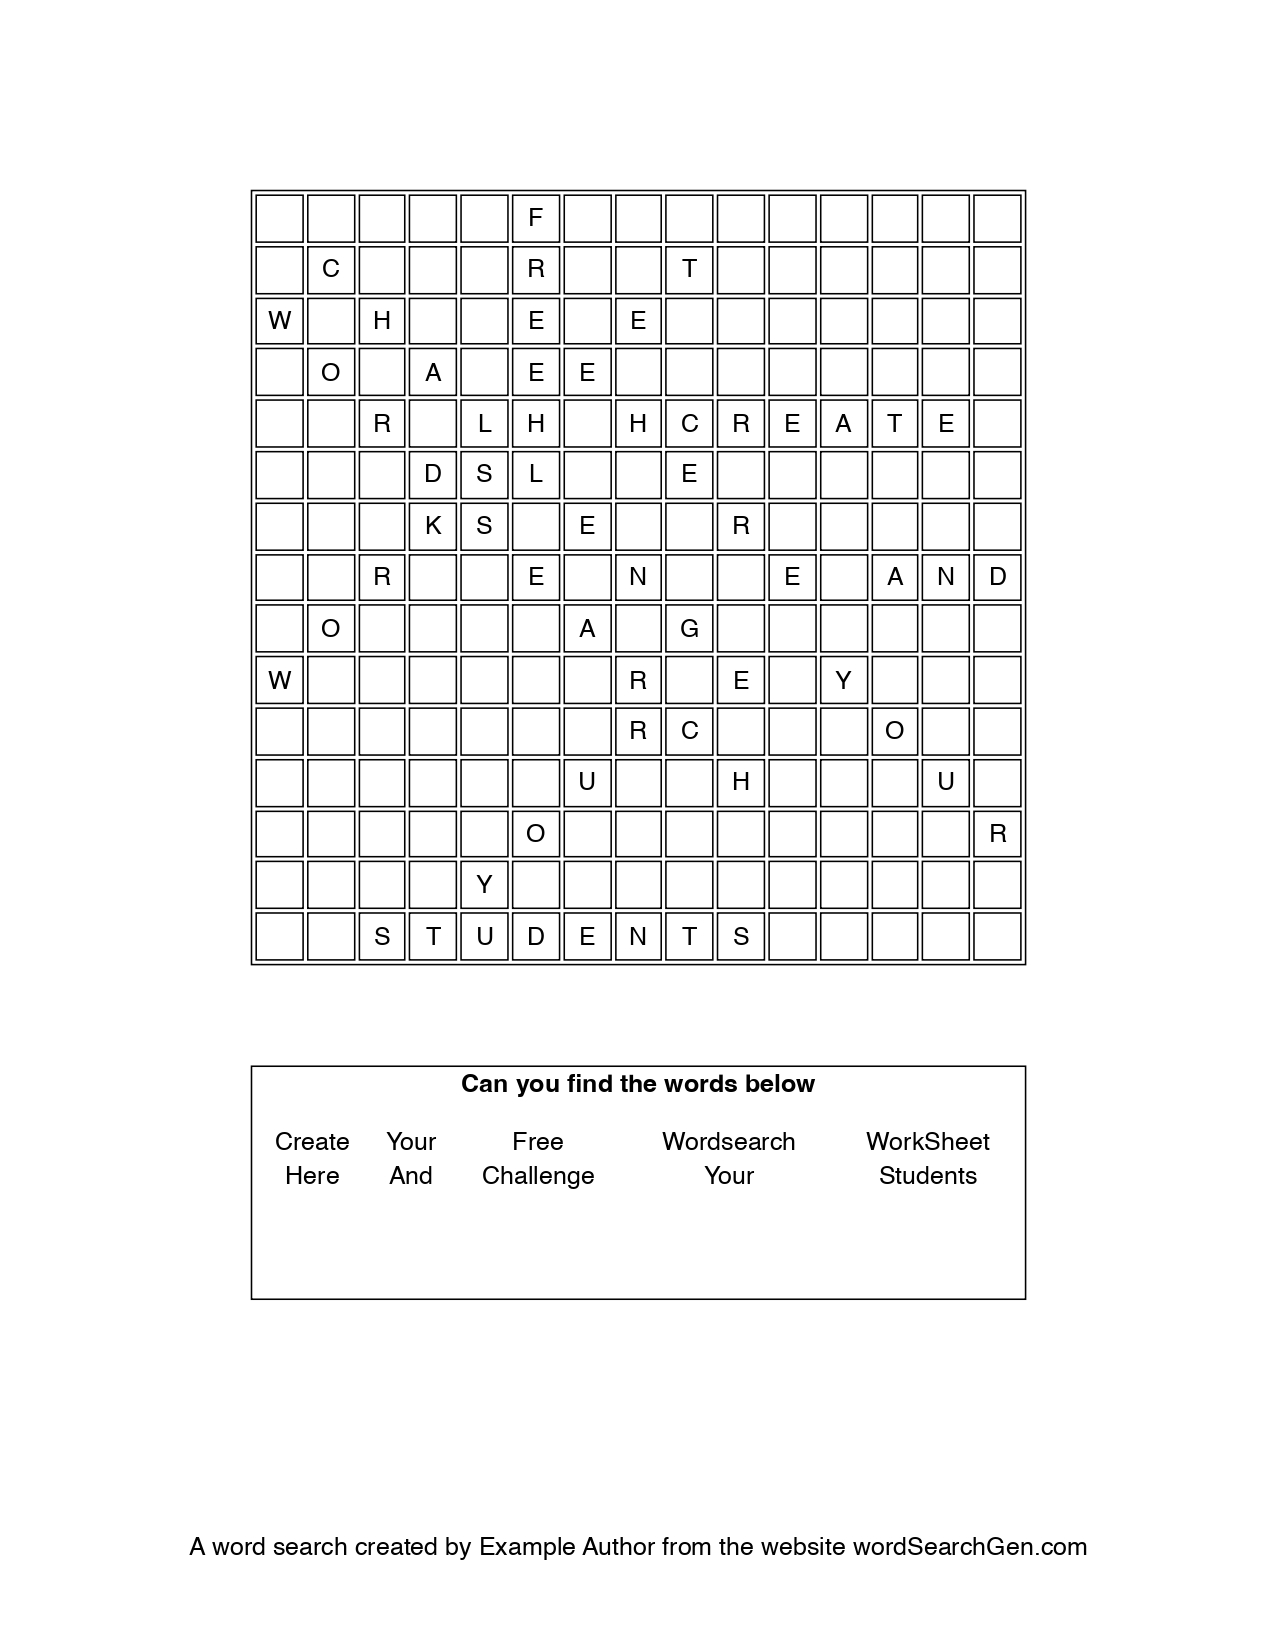 F
C R T
W H E E
O A E E
R L H H C R E A T E
D S L E
K S E R
R E N E A N D
O A G
W R E Y
R C O
U H U
O R
Y
S T U D E N T S
Can you find the words below
Create Your Free Wordsearch WorkSheet
Here And Challenge Your Students
A word search created by Example Author from the website wordSearchGen.com